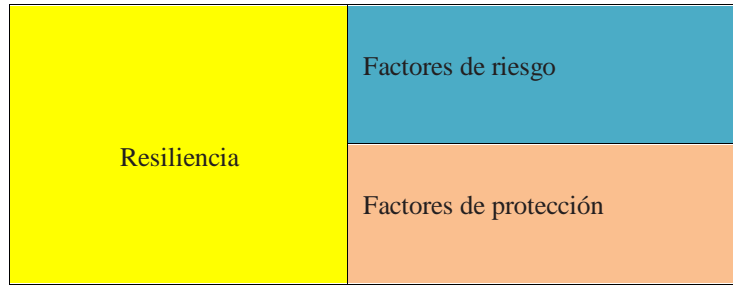 Resiliencia
Factores de riesgo
Factores de protección